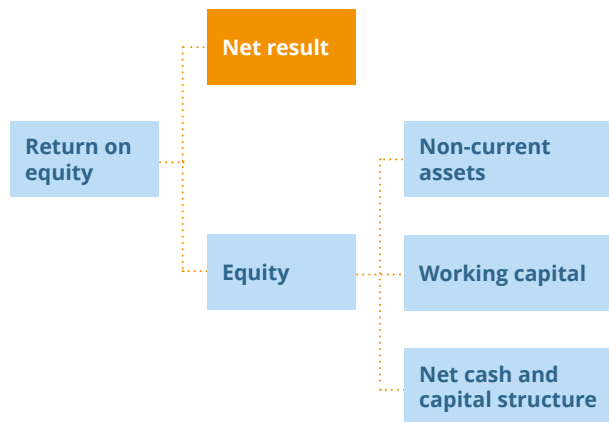 Net result
Return on
equity
Non-current
assets
Equity
Working capital
Net cash and
capital structure